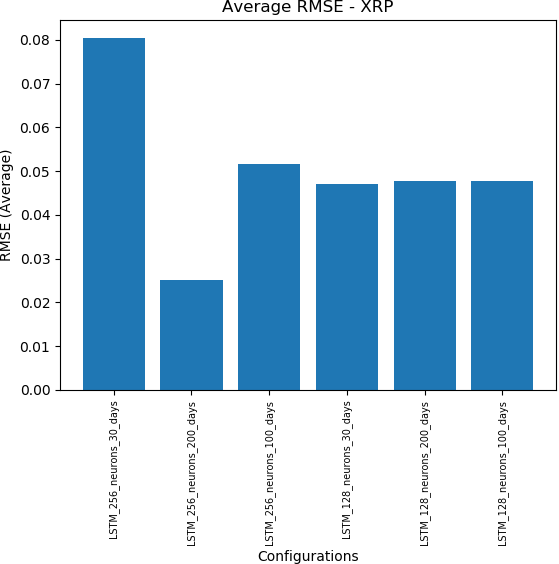 Average RMSE - XRP
RMSE (Average)
0.08
0.07
0.06
0.05
0.04
0.03
0.02
0.01
0.00
LSTM_256_neurons_30_days
LSTM_256_neurons_200_days
LSTM_256_neurons_100_days
LSTM_128_neurons_30_days
LSTM_128_neurons_200_days
LSTM_128_neurons_100_days
Configurations